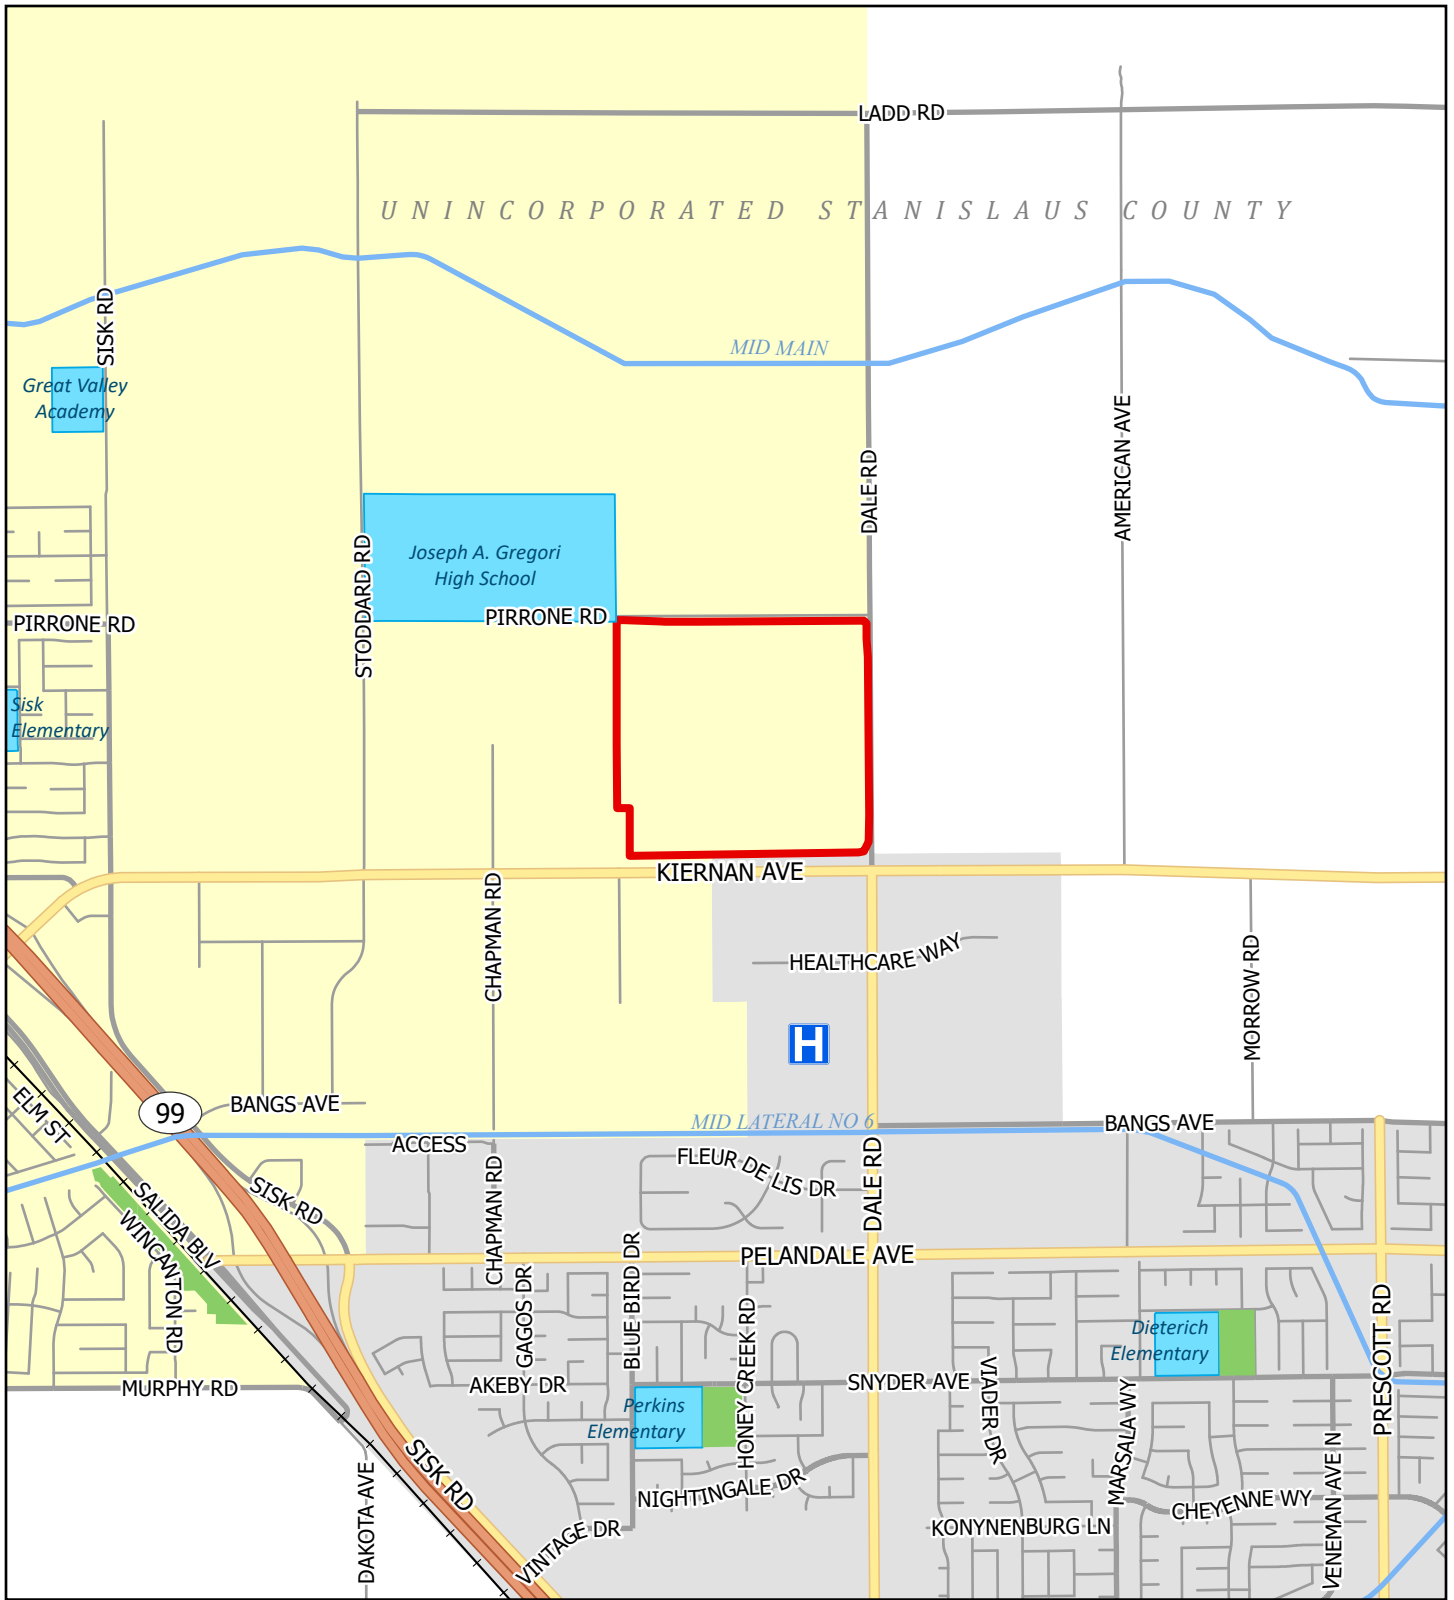 LADD RD
UNINCORPORATED STANISLAUS COUNTY
SISK RD
MID MAIN
Great Valley
Academy
DALE RD
AMERICAN AVE
STODDARD RD
Joseph A. Gregori
High School
PIRRONE RD
PIRRONE RD
Sisk
Elementary
KIERNAN AVE
CHAPMAN RD
HEALTHCARE WAY
MORROW RD
H
ELM ST
99
BANGS AVE
MID LATERAL NO 6
BANGS AVE
ACCESS
FLEUR DE LIS DR
DALE RD
CHAPMAN RD
SISK RD
SALIDA BLV
WINCANTON RD
PELANDALE AVE
GAGOS DR
BLUE BIRD DR
HONEY CREEK RD
PRESCOTT RD
Dieterich
Elementary
MURPHY RD
AKEBY DR
SNYDER AVE
VIADER DR
MARSALA WY
Perkins
Elementary
SISK RD
DAKOTA AVE
NIGHTINGALE DR
VINTAGE DR
CHEYENNE WY
KONYNENBURG LN
VENEMAN AVE N